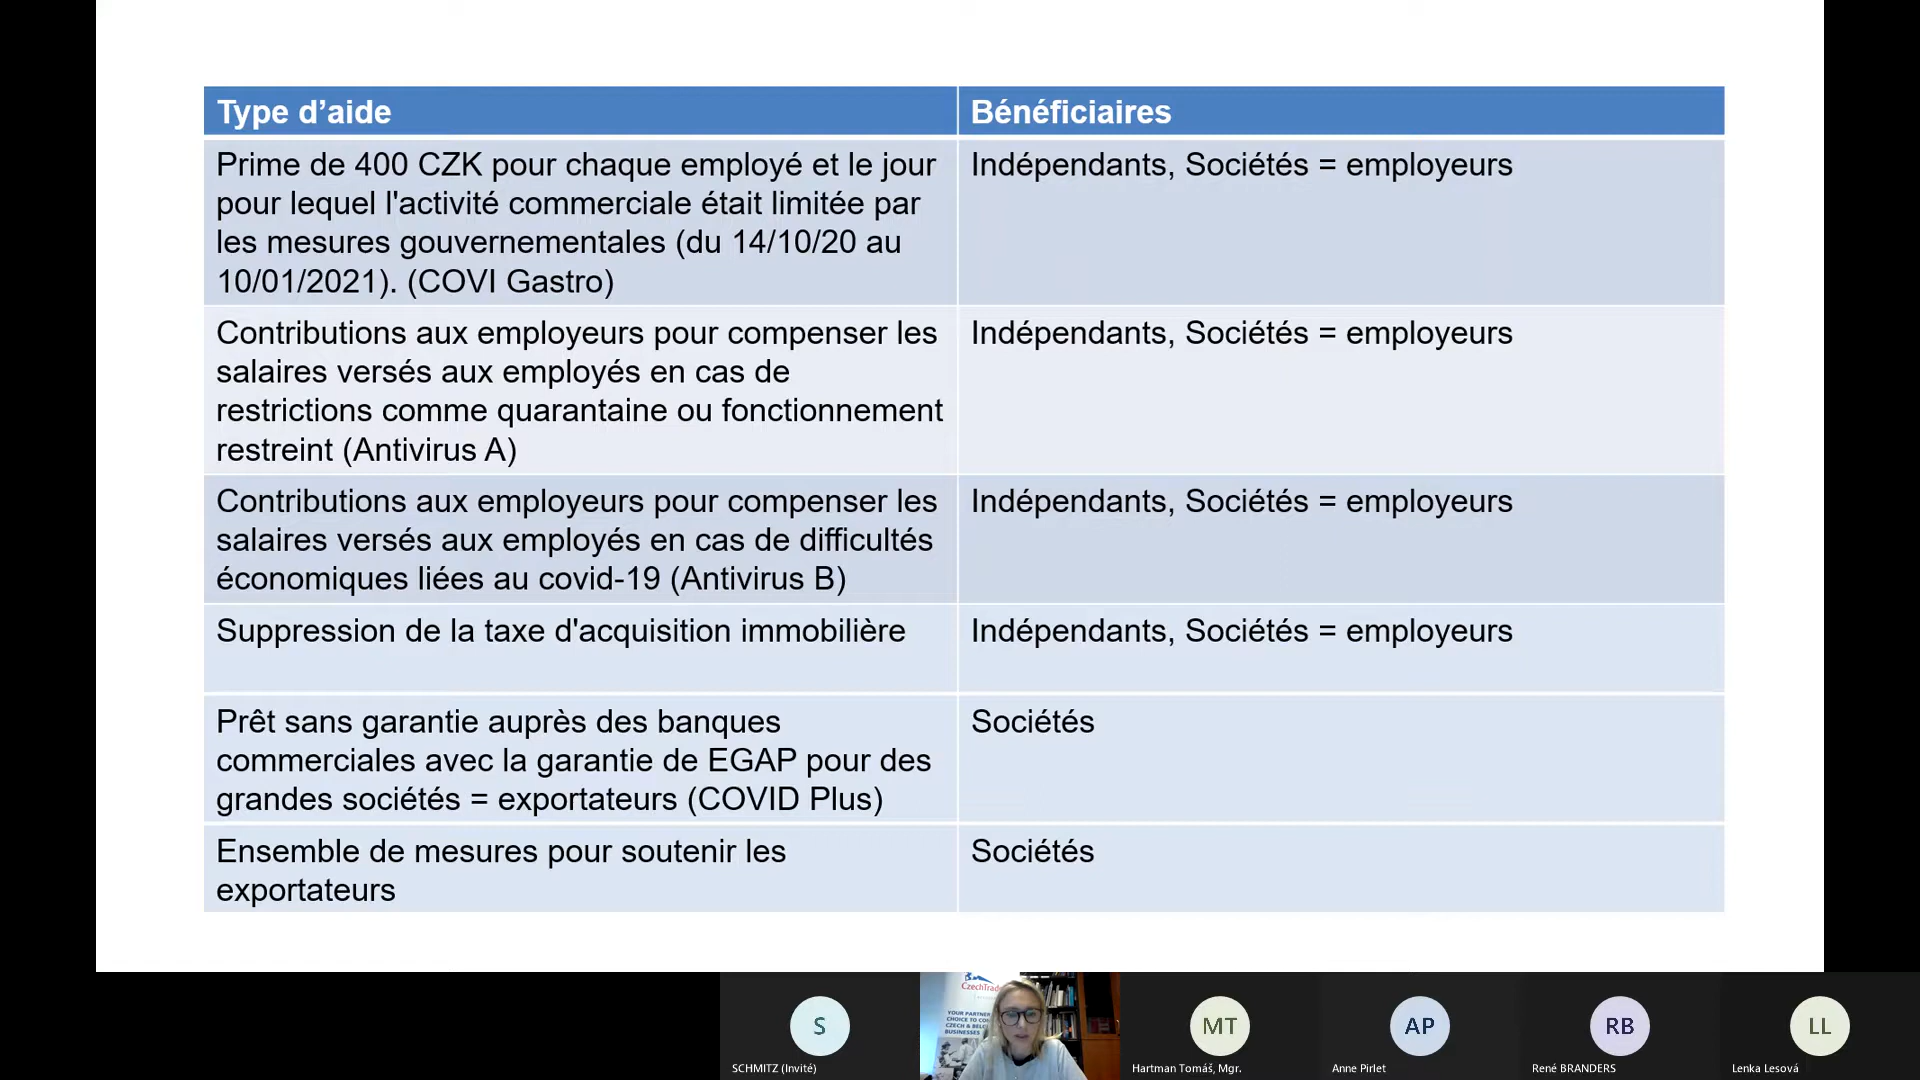 Type d’aide
Bénéficiaires
Prime de 400 CZK pour chaque employé et le jour
pour lequel l'activité commerciale était limitée par
les mesures gouvernementales (du 14/10/20 au
10/01/2021). (COVI Gastro)
Indépendants, Sociétés = employeurs
Contributions aux employeurs pour compenser les
salaires versés aux employés en cas de
restrictions comme quarantaine ou fonctionnement
restreint (Antivirus A)
Indépendants, Sociétés = employeurs
Contributions aux employeurs pour compenser les
salaires versés aux employés en cas de difficultés
économiques liées au covid-19 (Antivirus B)
Indépendants, Sociétés = employeurs
Suppression de la taxe d'acquisition immobilière
Indépendants, Sociétés = employeurs
Prêt sans garantie auprès des banques
commerciales avec la garantie de EGAP pour des
grandes sociétés = exportateurs (COVID Plus)
Sociétés
Ensemble de mesures pour soutenir les
exportateurs
Sociétés
S
SCHMITZ (Invité)
CzechTrade
YOUR PARTNER
CHOICE TO
CZECH &
BUSINESSES
MT
Hartman Tomáš, Mgr.
AP
Anne Pirlet
RB
René BRANDERS
LL
Lenka Lesová